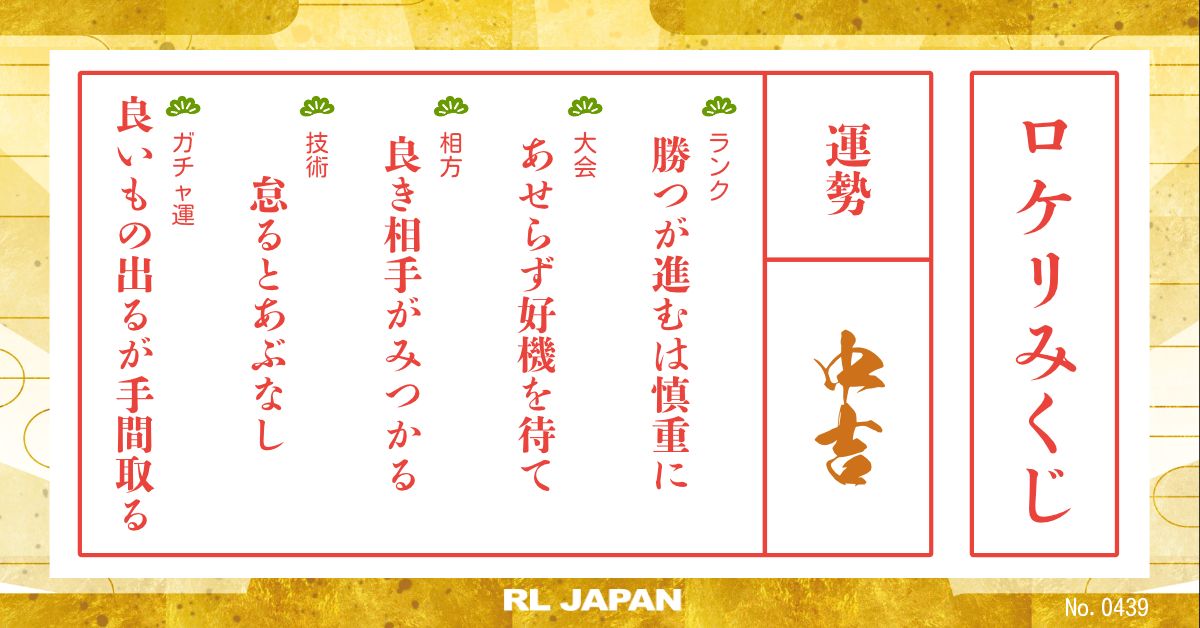 ロケリみくじ
運勢
中吉
ランク
勝つが進むは慎重に
大会
あせらず好機を待て
相方
良き相手がみつかる
技術
怠るとあぶなし
ガチャ運
良いもの出るが手間取る
RL JAPAN
No. 0439